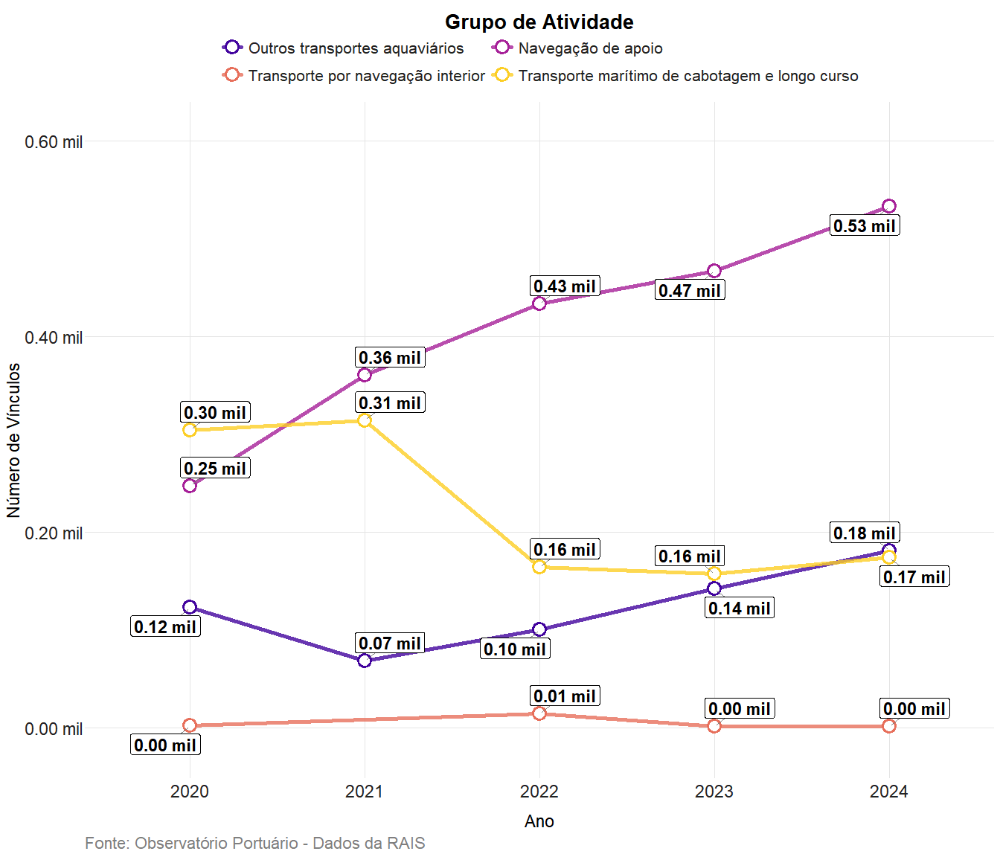 Grupo de Atividade
Outros transportes aquaviários
Navegação de apoio
Transporte por navegação interior
Transporte marítimo de cabotagem e longo curso
0.60 mil
0.40 mil
0.20 mil
0.00 mil
Número de Vínculos
0.53 mil
0.43 mil
0.47 mil
0.36 mil
0.31 mil
0.30 mil
0.25 mil
0.18 mil
0.16 mil
0.16 mil
0.17 mil
0.14 mil
0.12 mil
0.07 mil
0.10 mil
0.01 mil
0.00 mil
0.00 mil
0.00 mil
2020
2021
2022
2023
2024
Ano
Fonte: Observatório Portuário - Dados da RAIS